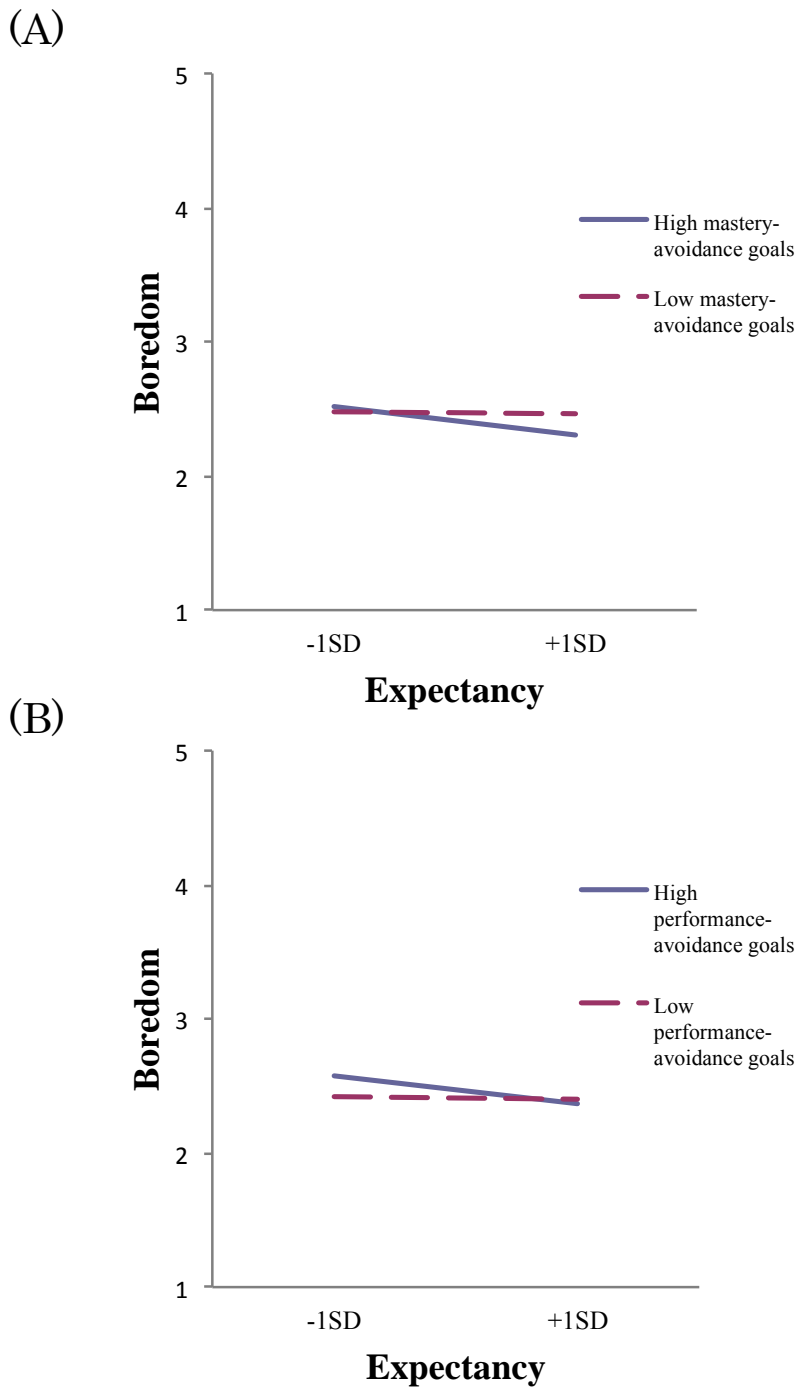 (A)
5
4
3
2
1
Boredom
High mastery-
avoidance goals
Low mastery-
avoidance goals
-1SD
+1SD
Expectancy
(B)
5
4
3
2
1
Boredom
High
performance-
avoidance goals
Low
performance-
avoidance goals
-1SD
+1SD
Expectancy